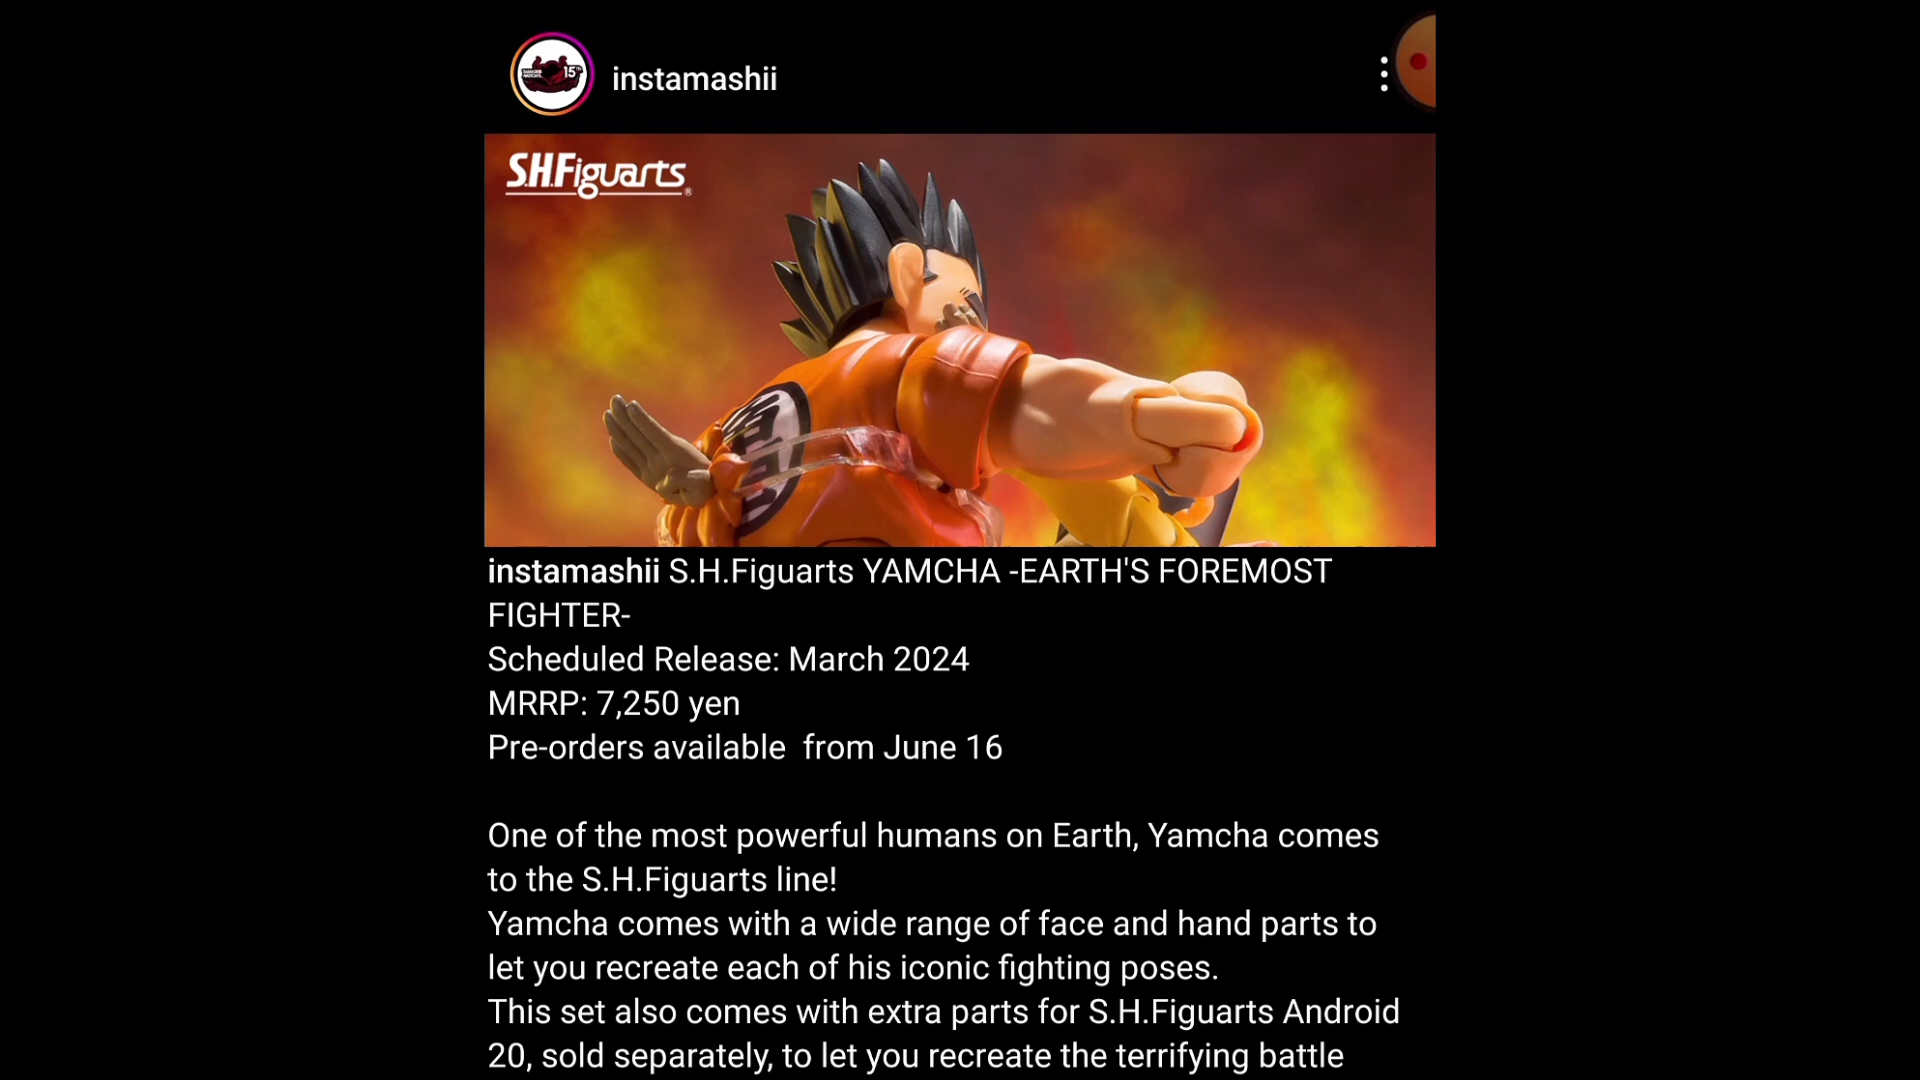 15th
instamashii
S.H.Figuarts
instamashii S.H.Figuarts YAMCHA -EARTH'S FOREMOST
FIGHTER-
Scheduled Release: March 2024
MRRP: 7,250 yen
Pre-orders available  from June 16
One of the most powerful humans on Earth, Yamcha comes
to the S.H.Figuarts line!
Yamcha comes with a wide range of face and hand parts to
let you recreate each of his iconic fighting poses.
This set also comes with extra parts for S.H.Figuarts Android
20, sold separately, to let you recreate the terrifying battle